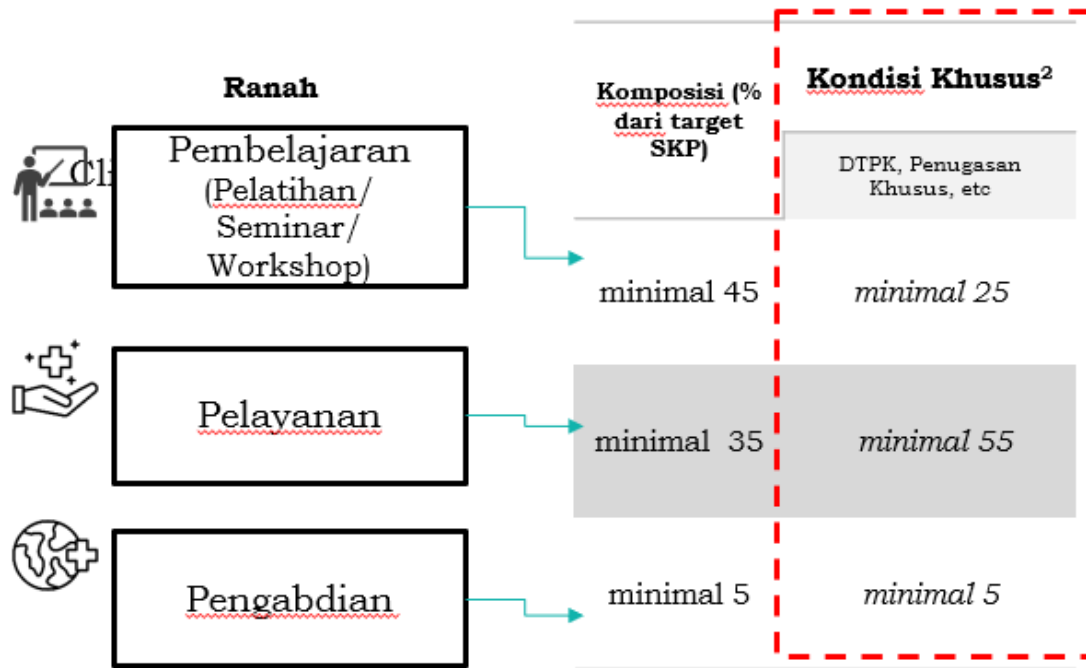 Ranah
Komposisi (%
dari target
SKP)
Kondisi Khusus²
DTPK, Penugasan
Khusus, etc
Cli
Pembelajaran
(Pelatihan/
Seminar/
Workshop)
minimal 45
minimal 25
Pelayanan
minimal 35
minimal 55
Pengabdian
minimal 5
minimal 5